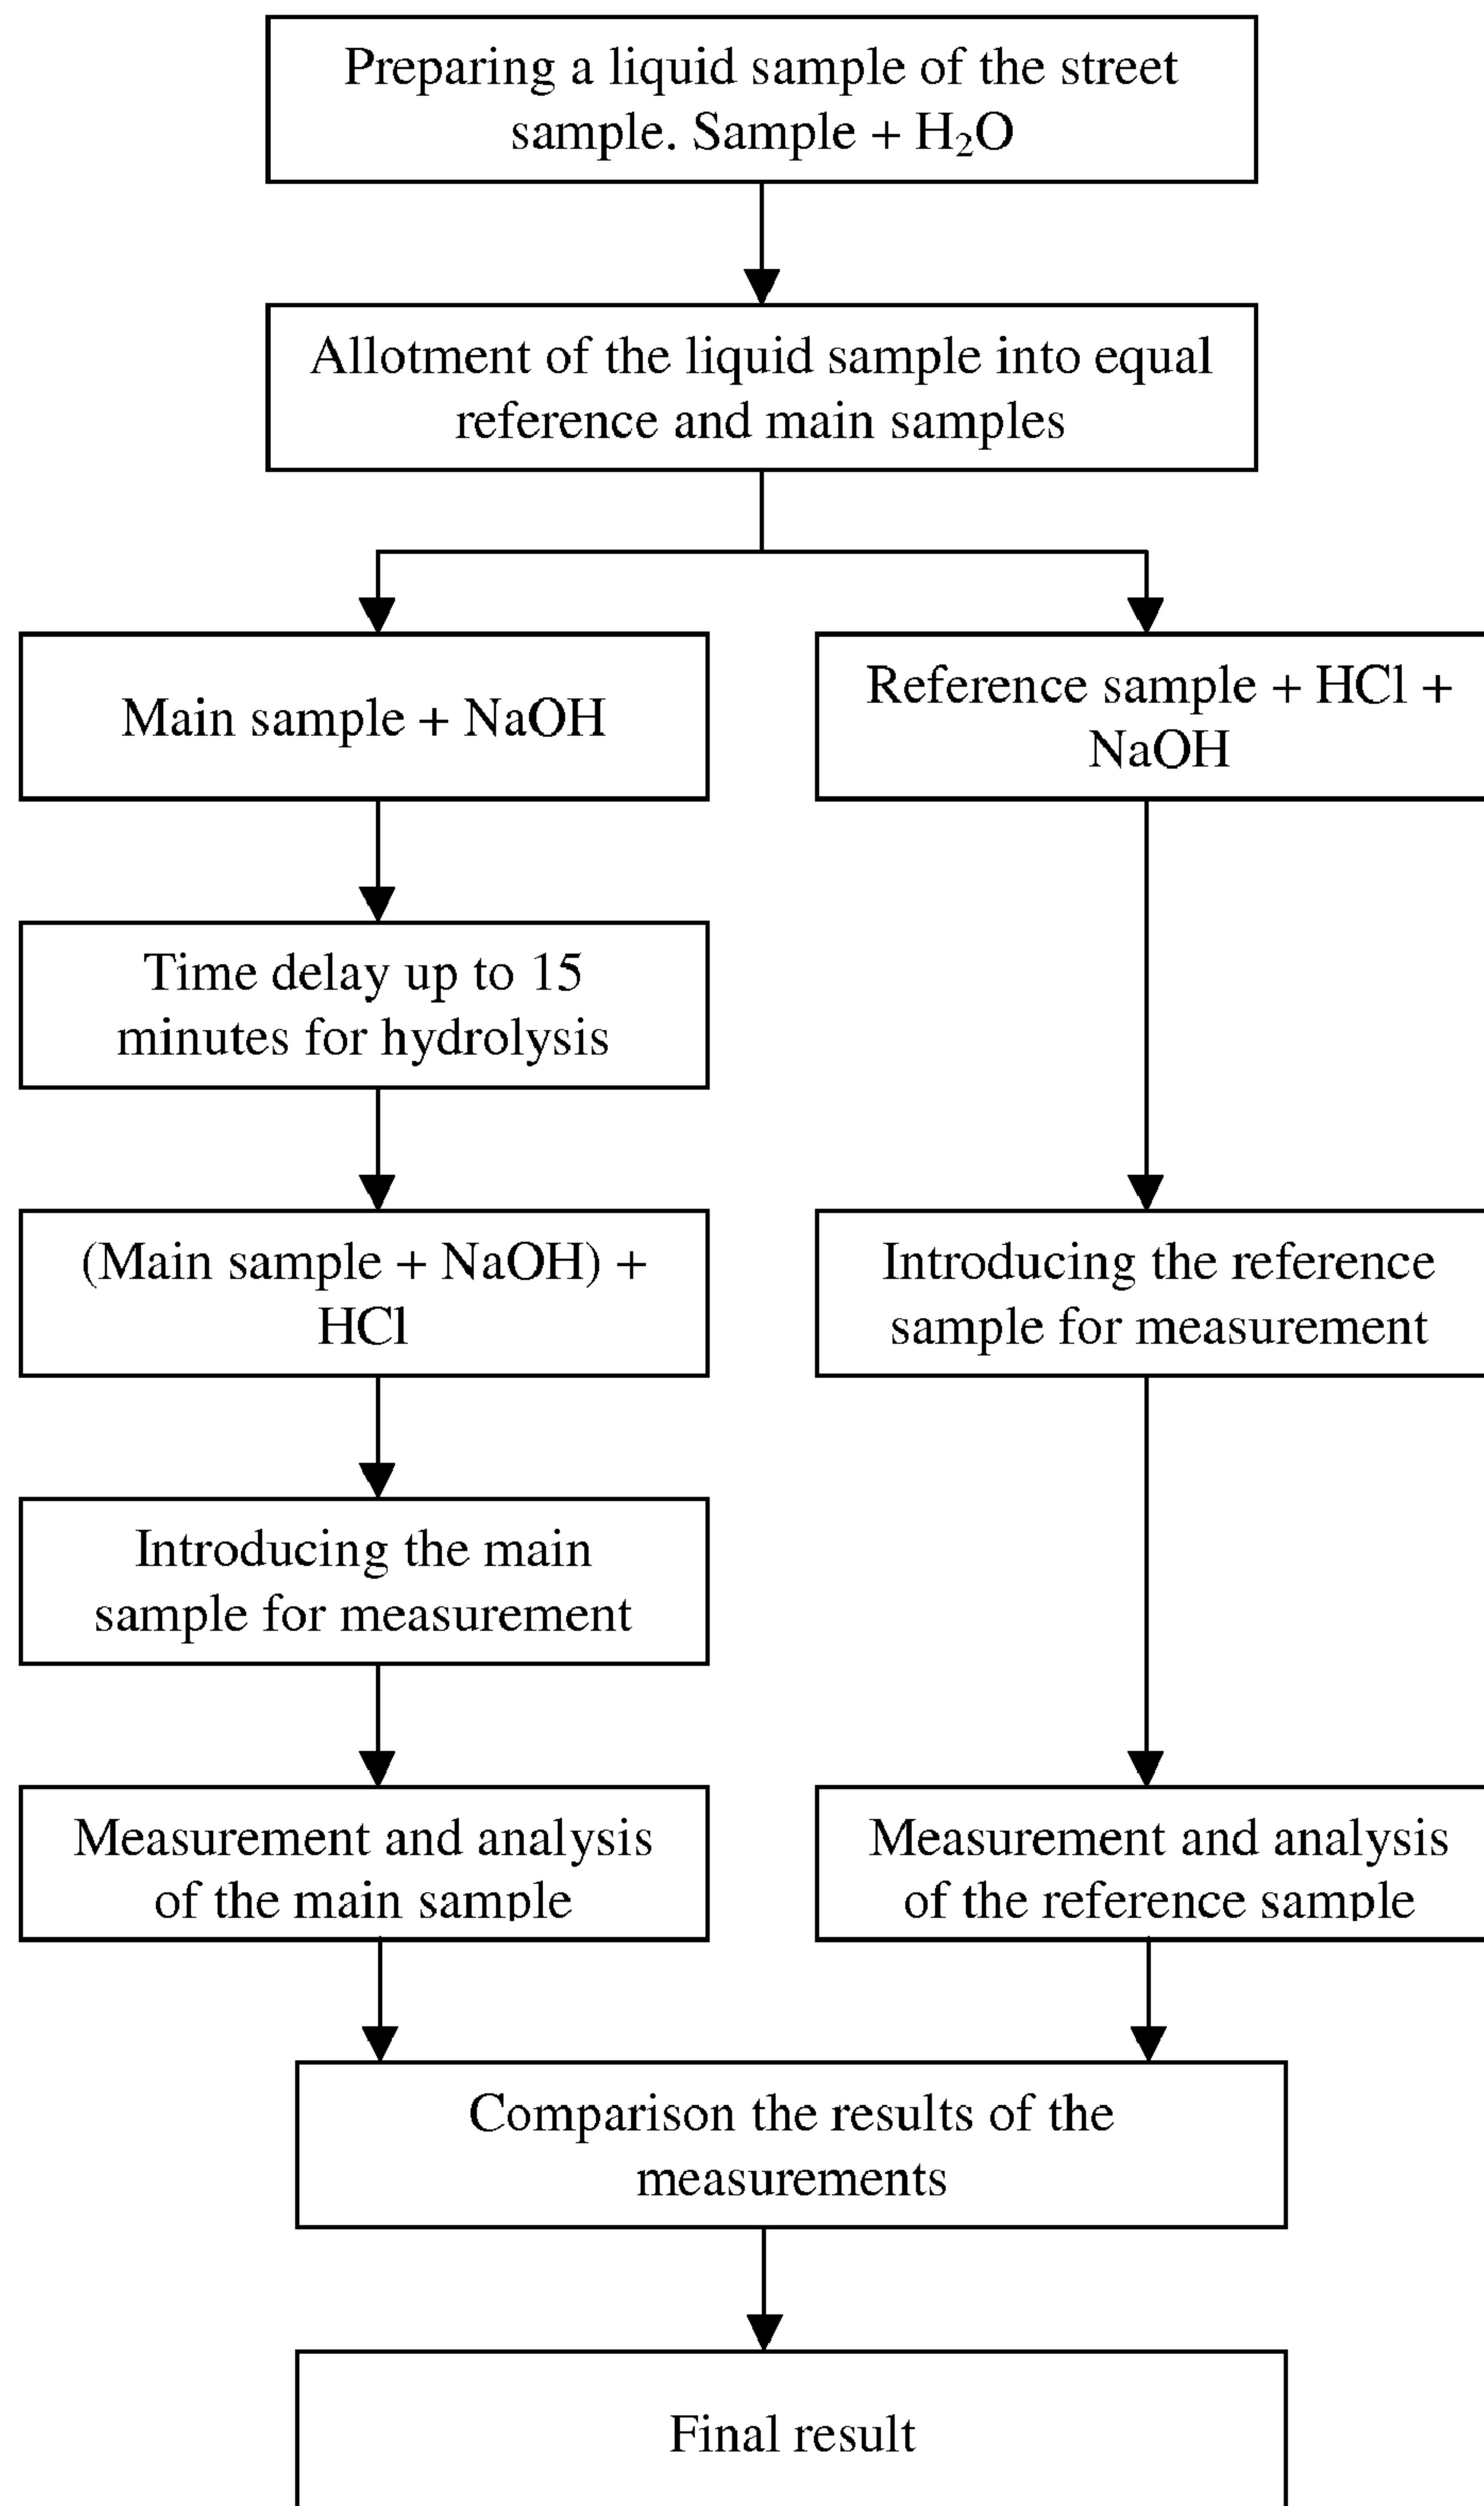 Preparing a liquid sample of the street
sample. Sample + H₂O
Allotment of the liquid sample into equal
reference and main samples
Main sample + NaOH
Reference sample + HCl +
NaOH
Time delay up to 15
minutes for hydrolysis
(Main sample + NaOH) +
HCl
Introducing the reference
sample for measurement
Introducing the main
sample for measurement
Measurement and analysis
of the main sample
Measurement and analysis
of the reference sample
Comparison the results of the
measurements
Final result